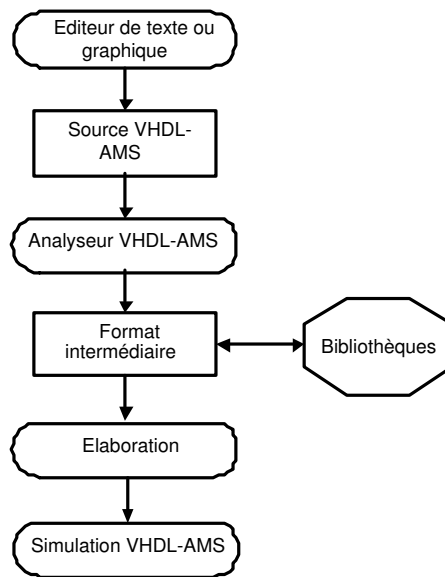 Editeur de texte ou
graphique
Source VHDL-
AMS
Analyseur VHDL-AMS
Format
intermédiaire
Bibliothèques
Elaboration
Simulation VHDL-AMS